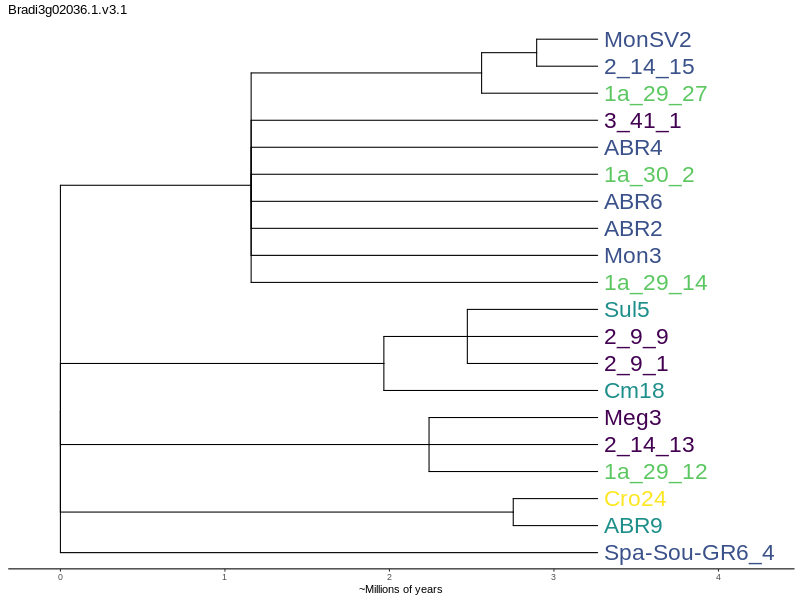 Bradi3g02036.1.v3.1
MonSV2
2_14_15
1a_29_27
3_41_1
ABR4
1a_30_2
ABR6
ABR2
Mon3
1a_29_14
Sul5
2_9_9
2_9_1
Cm18
Meg3
2_14_13
1a_29_12
Cro24
ABR9
Spa-Sou-GR6_4
0 1 2 3 4
~Millions of years